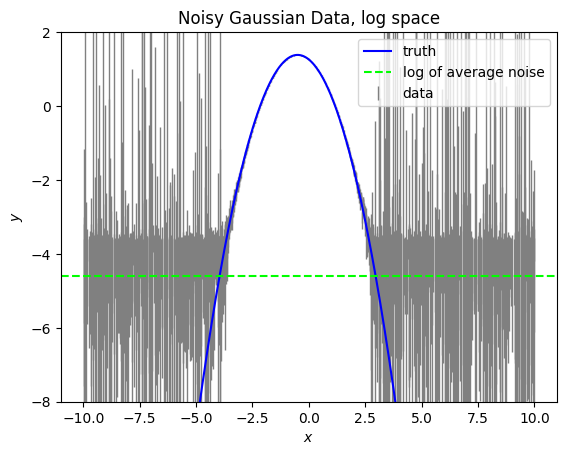 Noisy Gaussian Data, log space
truth
log of average noise
data
y
2
0
−2
−4
−6
−8
−10.0 −7.5 −5.0 −2.5 0.0 2.5 5.0 7.5 10.0
x